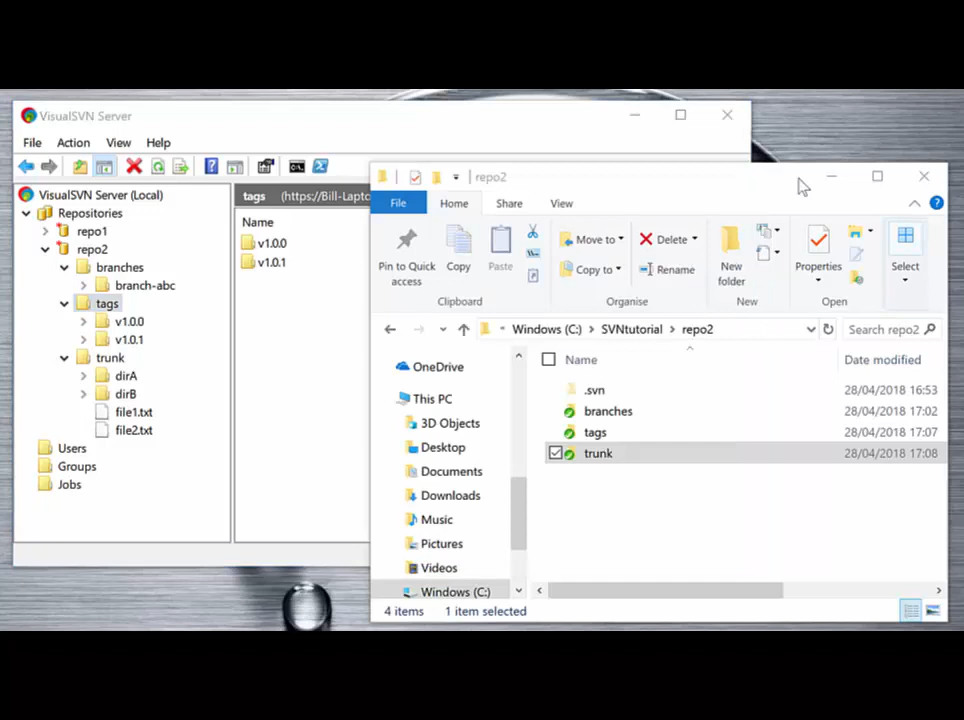 VisualSVN Server
File Action View Help
VisualSVN Server (Local)
Repositories
repo1
repo2
branches
branch-abc
tags
v1.0.0
v1.0.1
trunk
dirA
dirB
file1.txt
file2.txt
Users
Groups
Jobs
tags (https://Bill-Lapto
Name
v1.0.0
v1.0.1
repo2
File Home Share View
Pin to Quick access
Copy
Paste
Clipboard
Move to
Copy to
Delete
Rename
Organise
New folder
New
Properties
Open
Select
Windows (C:) SVNtutorial repo2
Search repo2
OneDrive
This PC
3D Objects
Desktop
Documents
Downloads
Music
Pictures
Videos
Windows (C:)
Name Date modified
.svn 28/04/2018 16:53
branches 28/04/2018 17:02
tags 28/04/2018 17:07
trunk 28/04/2018 17:08
4 items 1 item selected